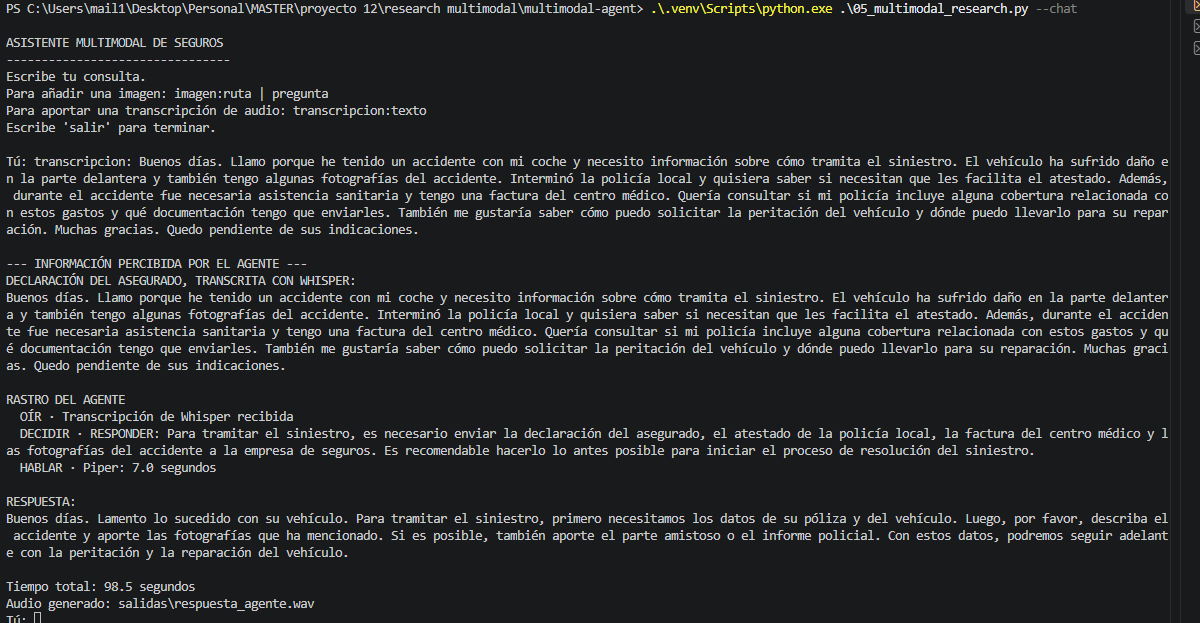 PS C:\Users\mail1\Desktop\Personal\MASTER\proyecto 12\research multimodal\multimodal-agent> .\.venv\Scripts\python.exe .\05_multimodal_research.py --chat
ASISTENTE MULTIMODAL DE SEGUROS
--------------------------------
Escribe tu consulta.
Para añadir una imagen: imagen:ruta | pregunta
Para aportar una transcripción de audio: transcripcion:texto
Escribe 'salir' para terminar.
Tú: transcripcion: Buenos días. Llamo porque he tenido un accidente con mi coche y necesito información sobre cómo tramita el siniestro. El vehículo ha sufrido daño e
n la parte delantera y también tengo algunas fotografías del accidente. Interminó la policía local y quisiera saber si necesitan que les facilita el atestado. Además,
 durante el accidente fue necesaria asistencia sanitaria y tengo una factura del centro médico. Quería consultar si mi policía incluye alguna cobertura relacionada co
n estos gastos y qué documentación tengo que enviarles. También me gustaría saber cómo puedo solicitar la peritación del vehículo y dónde puedo llevarlo para su repar
ación. Muchas gracias. Quedo pendiente de sus indicaciones.
--- INFORMACIÓN PERCIBIDA POR EL AGENTE ---
DECLARACIÓN DEL ASEGURADO, TRANSCRITA CON WHISPER:
Buenos días. Llamo porque he tenido un accidente con mi coche y necesito información sobre cómo tramita el siniestro. El vehículo ha sufrido daño en la parte delanter
a y también tengo algunas fotografías del accidente. Interminó la policía local y quisiera saber si necesitan que les facilita el atestado. Además, durante el acciden
te fue necesaria asistencia sanitaria y tengo una factura del centro médico. Quería consultar si mi policía incluye alguna cobertura relacionada con estos gastos y qu
é documentación tengo que enviarles. También me gustaría saber cómo puedo solicitar la peritación del vehículo y dónde puedo llevarlo para su reparación. Muchas graci
as. Quedo pendiente de sus indicaciones.
RASTRO DEL AGENTE
  OÍR · Transcripción de Whisper recibida
  DECIDIR · RESPONDER: Para tramitar el siniestro, es necesario enviar la declaración del asegurado, el atestado de la policía local, la factura del centro médico y l
as fotografías del accidente a la empresa de seguros. Es recomendable hacerlo lo antes posible para iniciar el proceso de resolución del siniestro.
  HABLAR · Piper: 7.0 segundos
RESPUESTA:
Buenos días. Lamento lo sucedido con su vehículo. Para tramitar el siniestro, primero necesitamos los datos de su póliza y del vehículo. Luego, por favor, describa el
 accidente y aporte las fotografías que ha mencionado. Si es posible, también aporte el parte amistoso o el informe policial. Con estos datos, podremos seguir adelant
e con la peritación y la reparación del vehículo.
Tiempo total: 98.5 segundos
Audio generado: salidas\respuesta_agente.wav
Tú: